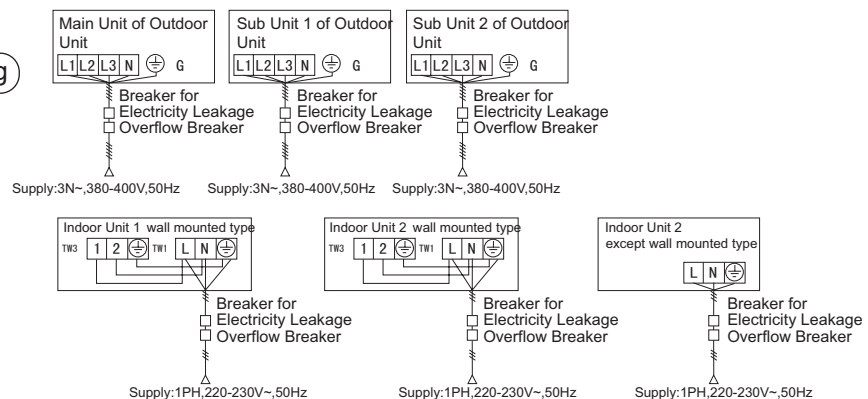 g
Main Unit of Outdoor
Unit
L1 L2 L3 N G
Breaker for
Electricity Leakage
Overflow Breaker
Supply:3N~,380-400V,50Hz
Sub Unit 1 of Outdoor
Unit
L1 L2 L3 N G
Breaker for
Electricity Leakage
Overflow Breaker
Supply:3N~,380-400V,50Hz
Sub Unit 2 of Outdoor
Unit
L1 L2 L3 N G
Breaker for
Electricity Leakage
Overflow Breaker
Supply:3N~,380-400V,50Hz
Indoor Unit 1 wall mounted type
TW3 1 2 TW1 L N
Breaker for
Electricity Leakage
Overflow Breaker
Supply:1PH,220-230V~,50Hz
Indoor Unit 2 wall mounted type
TW3 1 2 TW1 L N
Breaker for
Electricity Leakage
Overflow Breaker
Supply:1PH,220-230V~,50Hz
Indoor Unit 2
except wall mounted type
L N
Breaker for
Electricity Leakage
Overflow Breaker
Supply:1PH,220-230V~,50Hz